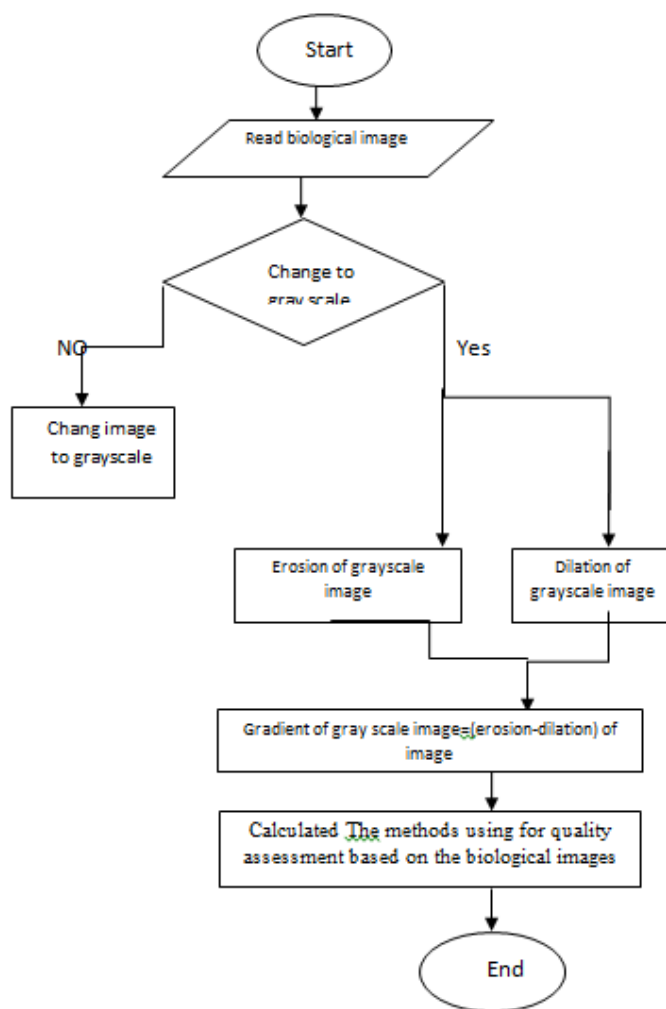 Start
Read biological image
Change to
gray scale
NO
Yes
Chang image
to grayscale
Erosion of grayscale
image
Dilation of
grayscale image
Gradient of gray scale image=(erosion-dilation) of
image
Calculated The methods using for quality
assessment based on the biological images
End